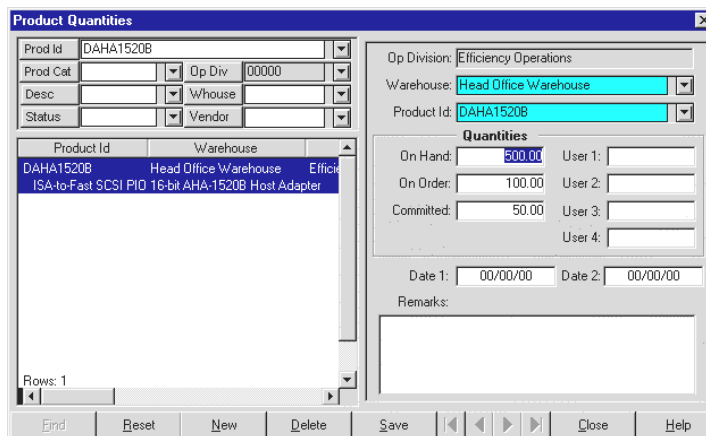 Product Quantities
Prod Id DAHA1520B
Prod Cat Op Div 00000
Desc Whouse
Status Vendor
Product Id Warehouse
DAHA1520B Head Office Warehouse Efficie
ISA-to-Fast SCSI PIO 16-bit AHA-1520B Host Adapter
Rows: 1
Op Division: Efficiency Operations
Warehouse: Head Office Warehouse
Product Id: DAHA1520B
Quantities
On Hand: 500.00 User 1:
On Order: 100.00 User 2:
Committed: 50.00 User 3:
User 4:
Date 1: 00/00/00 Date 2: 00/00/00
Remarks:
Find Reset New Delete Save Close Help